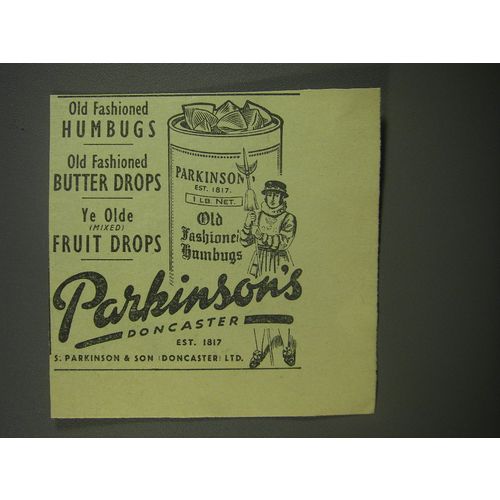 Old Fashioned
HUMBUGS
Old Fashioned
BUTTER DROPS
Ye Olde
(MIXED)
FRUIT DROPS
PARKINSON'S
EST. 1817.
1 LB. NET.
Old
Fashioned
Humbugs
Parkinson's
DONCASTER
EST. 1817
S. PARKINSON & SON (DONCASTER) LTD.